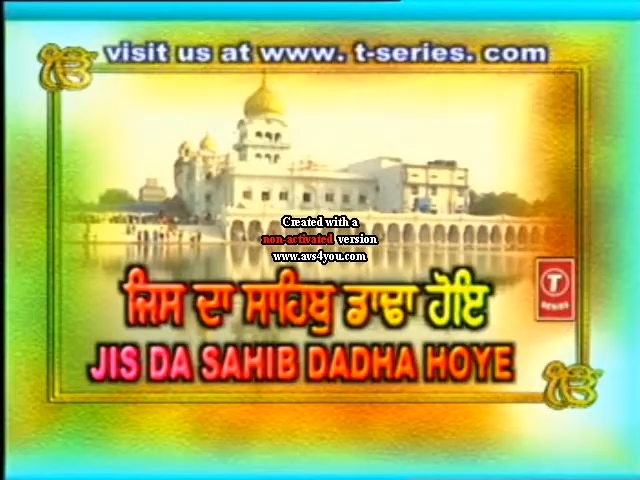 visit us at www. t-series. com
ੴ
Created with a
non-activated version
www.avs4you.com
T
SERIES
ਜਿਸ ਦਾ ਸਾਹਿਬੁ ਡਾਢਾ ਹੋਇ
JIS DA SAHIB DADHA HOYE
ੴ